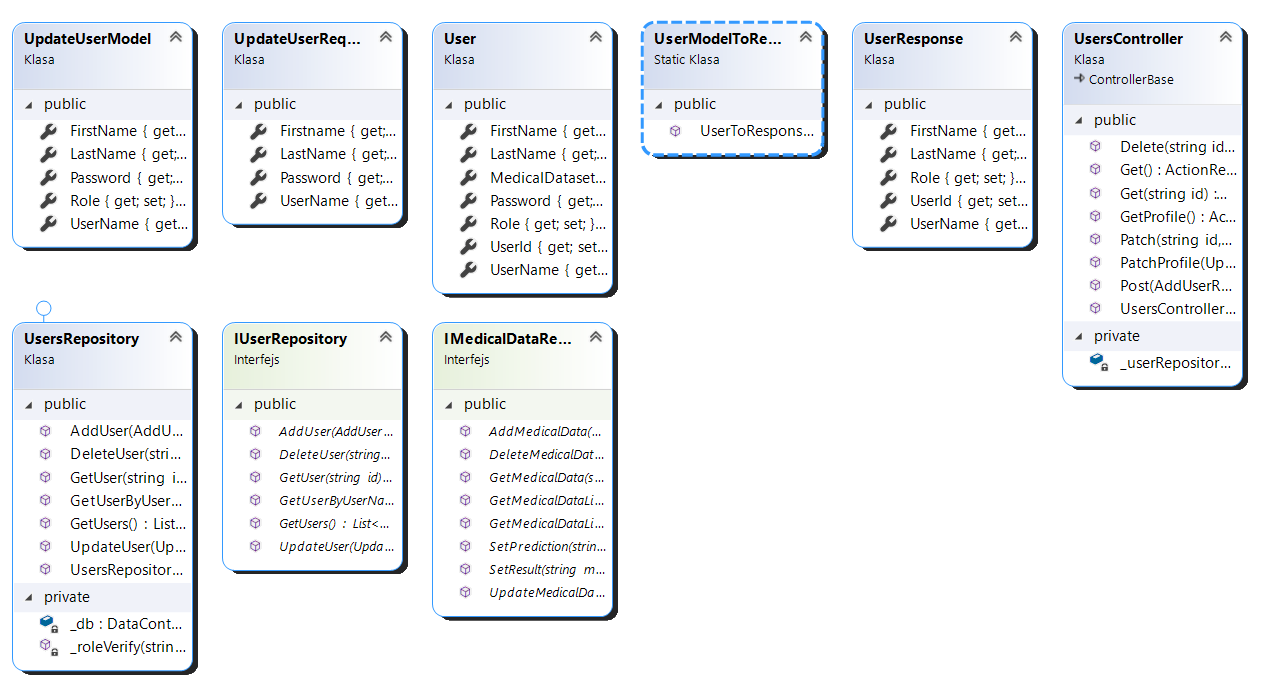 UpdateUserModel
Klasa
public
FirstName { get...
LastName { get;...
Password { get;...
Role { get; set; }...
UserName { get...
UpdateUserReq...
Klasa
public
Firstname { get;...
LastName { get;...
Password { get;...
UserName { get...
User
Klasa
public
FirstName { get...
LastName { get;...
MedicalDataset...
Password { get;...
Role { get; set; }...
UserId { get; set...
UserName { get...
UserModelToRe...
Static Klasa
public
UserToRespons...
UserResponse
Klasa
public
FirstName { get...
LastName { get;...
Role { get; set; }...
UserId { get; set...
UserName { get...
UsersController
Klasa
ControllerBase
public
Delete(string id...
Get() : ActionRe...
Get(string id) :...
GetProfile() : Ac...
Patch(string id,...
PatchProfile(Up...
Post(AddUserR...
UsersController...
private
_userRepositor...
UsersRepository
Klasa
public
AddUser(AddU...
DeleteUser(stri...
GetUser(string i...
GetUserByUser...
GetUsers() : List...
UpdateUser(Up...
UsersRepositor...
private
_db : DataCont...
_roleVerify(strin...
IUserRepository
Interfejs
public
AddUser(AddUser...
DeleteUser(string...
GetUser(string id)...
GetUserByUserNa...
GetUsers() : List<...
UpdateUser(Upda...
IMedicalDataRe...
Interfejs
public
AddMedicalData(...
DeleteMedicalDat...
GetMedicalData(s...
GetMedicalDataLi...
GetMedicalDataLi...
SetPrediction(strin...
SetResult(string m...
UpdateMedicalDa...